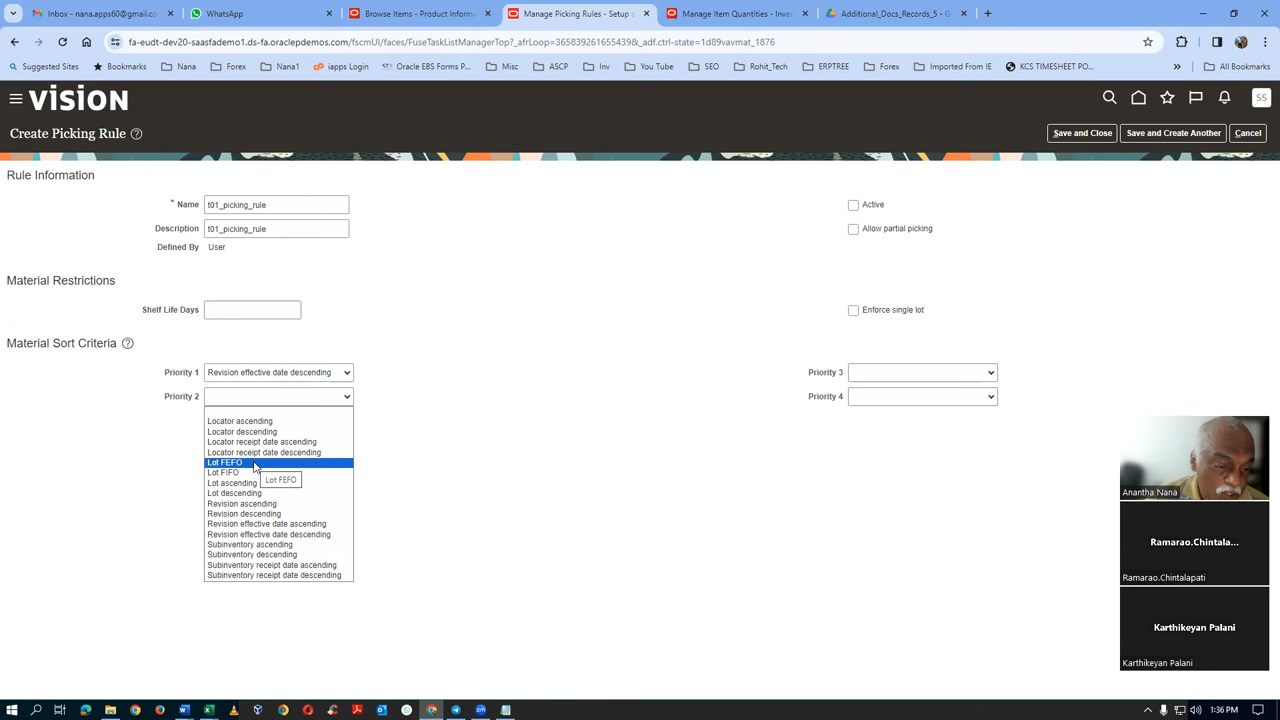 Inbox - nana.apps60@gmail.co
WhatsApp
Browse Items - Product Informa
Manage Picking Rules - Setup a
Manage Item Quantities - Inven
Additional_Docs_Records_5 - G
fa-eudt-dev20-saasfademo1.ds-fa.oraclepdemos.com/fscmUI/faces/FuseTaskListManagerTop?_afrLoop=3658392616554398&_adf.ctrl-state=1d89vavmat_1876
Suggested Sites
Bookmarks
Nana
Forex
Nana1
iapps Login
Oracle EBS Forms P...
Misc
ASCP
Inv
You Tube
SEO
Rohit_Tech
ERPTREE
Forex
Imported From IE
KCS TIMESHEET PO...
»
All Bookmarks
VISION
SS
Create Picking Rule
Save and Close
Save and Create Another
Cancel
Rule Information
* Name t01_picking_rule
Active
Description t01_picking_rule
Allow partial picking
Defined By User
Material Restrictions
Shelf Life Days
Enforce single lot
Material Sort Criteria
Priority 1 Revision effective date descending
Priority 3
Priority 2
Priority 4
Locator ascending
Locator descending
Locator receipt date ascending
Locator receipt date descending
Lot FEFO
Lot FIFO
Lot FEFO
Lot ascending
Lot descending
Revision ascending
Revision descending
Revision effective date ascending
Revision effective date descending
Subinventory ascending
Subinventory descending
Subinventory receipt date ascending
Subinventory receipt date descending
Anantha Nana
Ramarao.Chintala...
Ramarao.Chintalapati
Karthikeyan Palani
Karthikeyan Palani
1:36 PM